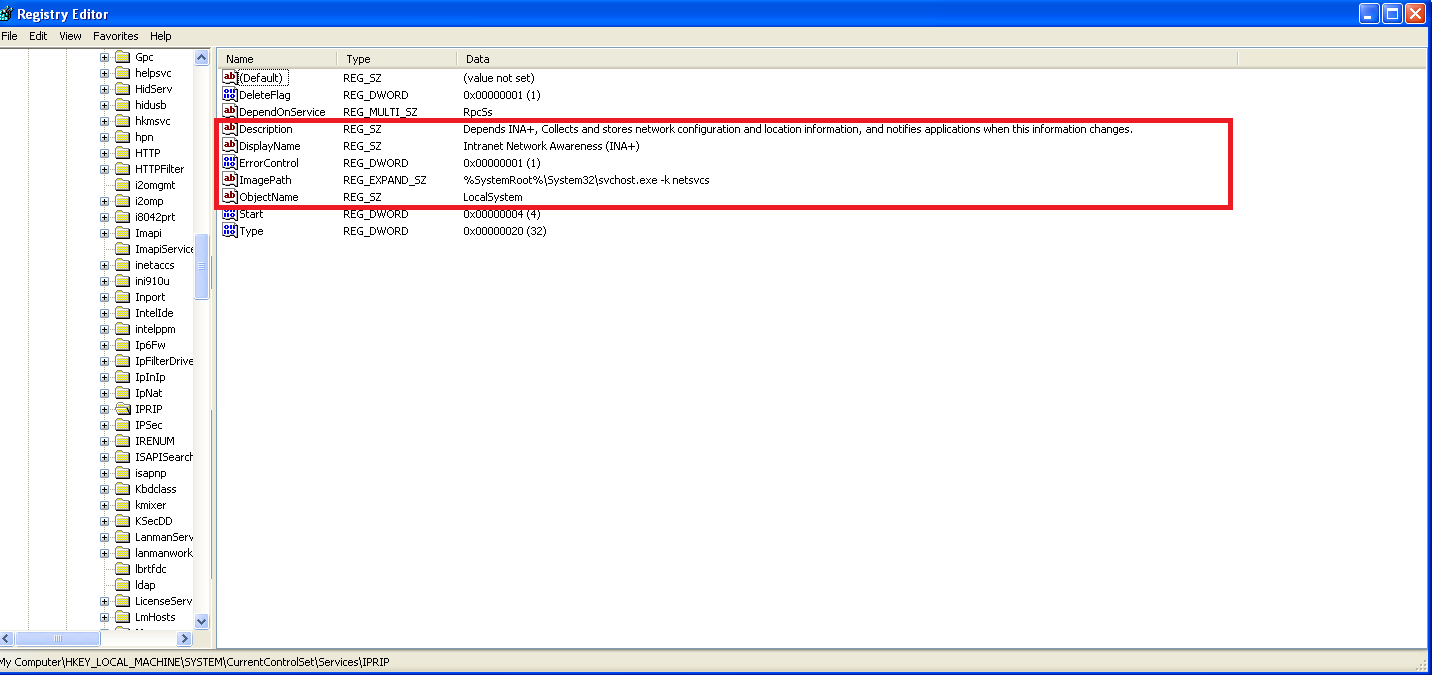 Registry Editor
File Edit View Favorites Help
Gpc
helpsvc
HidServ
hidusb
hkmsvc
hpn
HTTP
HTTPFilter
i2omgmt
i2omp
i8042prt
Imapi
ImapiService
inetaccs
ini910u
Inport
IntelIde
intelppm
Ip6Fw
IpFilterDrive
IpInIp
IpNat
IPRIP
IPSec
IRENUM
ISAPISearch
isapnp
Kbdclass
kmixer
KSecDD
LanmanServ
lanmanwork
lbrtfdc
ldap
LicenseServ
LmHosts
Name Type Data
(Default) REG_SZ (value not set)
DeleteFlag REG_DWORD 0x00000001 (1)
DependOnService REG_MULTI_SZ RpcSs
Description REG_SZ Depends INA+, Collects and stores network configuration and location information, and notifies applications when this information changes.
DisplayName REG_SZ Intranet Network Awareness (INA+)
ErrorControl REG_DWORD 0x00000001 (1)
ImagePath REG_EXPAND_SZ %SystemRoot%\System32\svchost.exe -k netsvcs
ObjectName REG_SZ LocalSystem
Start REG_DWORD 0x00000004 (4)
Type REG_DWORD 0x00000020 (32)
My Computer\HKEY_LOCAL_MACHINE\SYSTEM\CurrentControlSet\Services\IPRIP